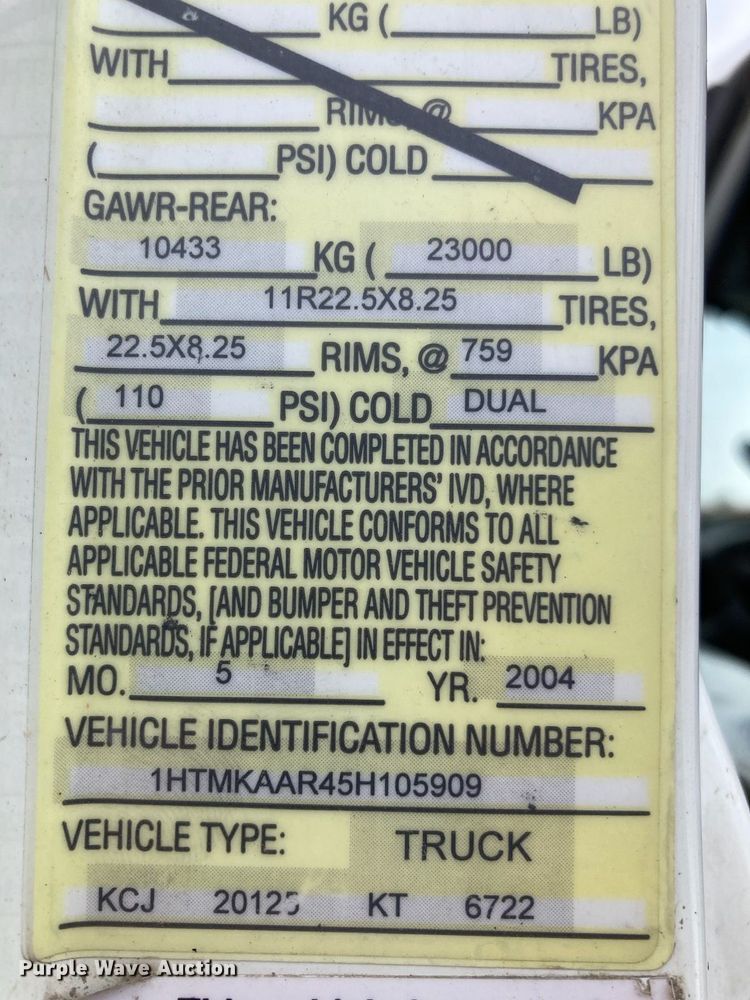 KG ( LB)
WITH TIRES,
RIMS, @ KPA
( PSI) COLD
GAWR-REAR:
10433 KG ( 23000 LB)
WITH 11R22.5X8.25 TIRES,
22.5X8.25 RIMS, @ 759 KPA
( 110 PSI) COLD DUAL
THIS VEHICLE HAS BEEN COMPLETED IN ACCORDANCE
WITH THE PRIOR MANUFACTURERS' IVD, WHERE
APPLICABLE. THIS VEHICLE CONFORMS TO ALL
APPLICABLE FEDERAL MOTOR VEHICLE SAFETY
STANDARDS, [AND BUMPER AND THEFT PREVENTION
STANDARDS, IF APPLICABLE] IN EFFECT IN:
MO. 5 YR. 2004
VEHICLE IDENTIFICATION NUMBER:
1HTMKAAR45H105909
VEHICLE TYPE: TRUCK
KCJ 20125 KT 6722
Purple Wave Auction